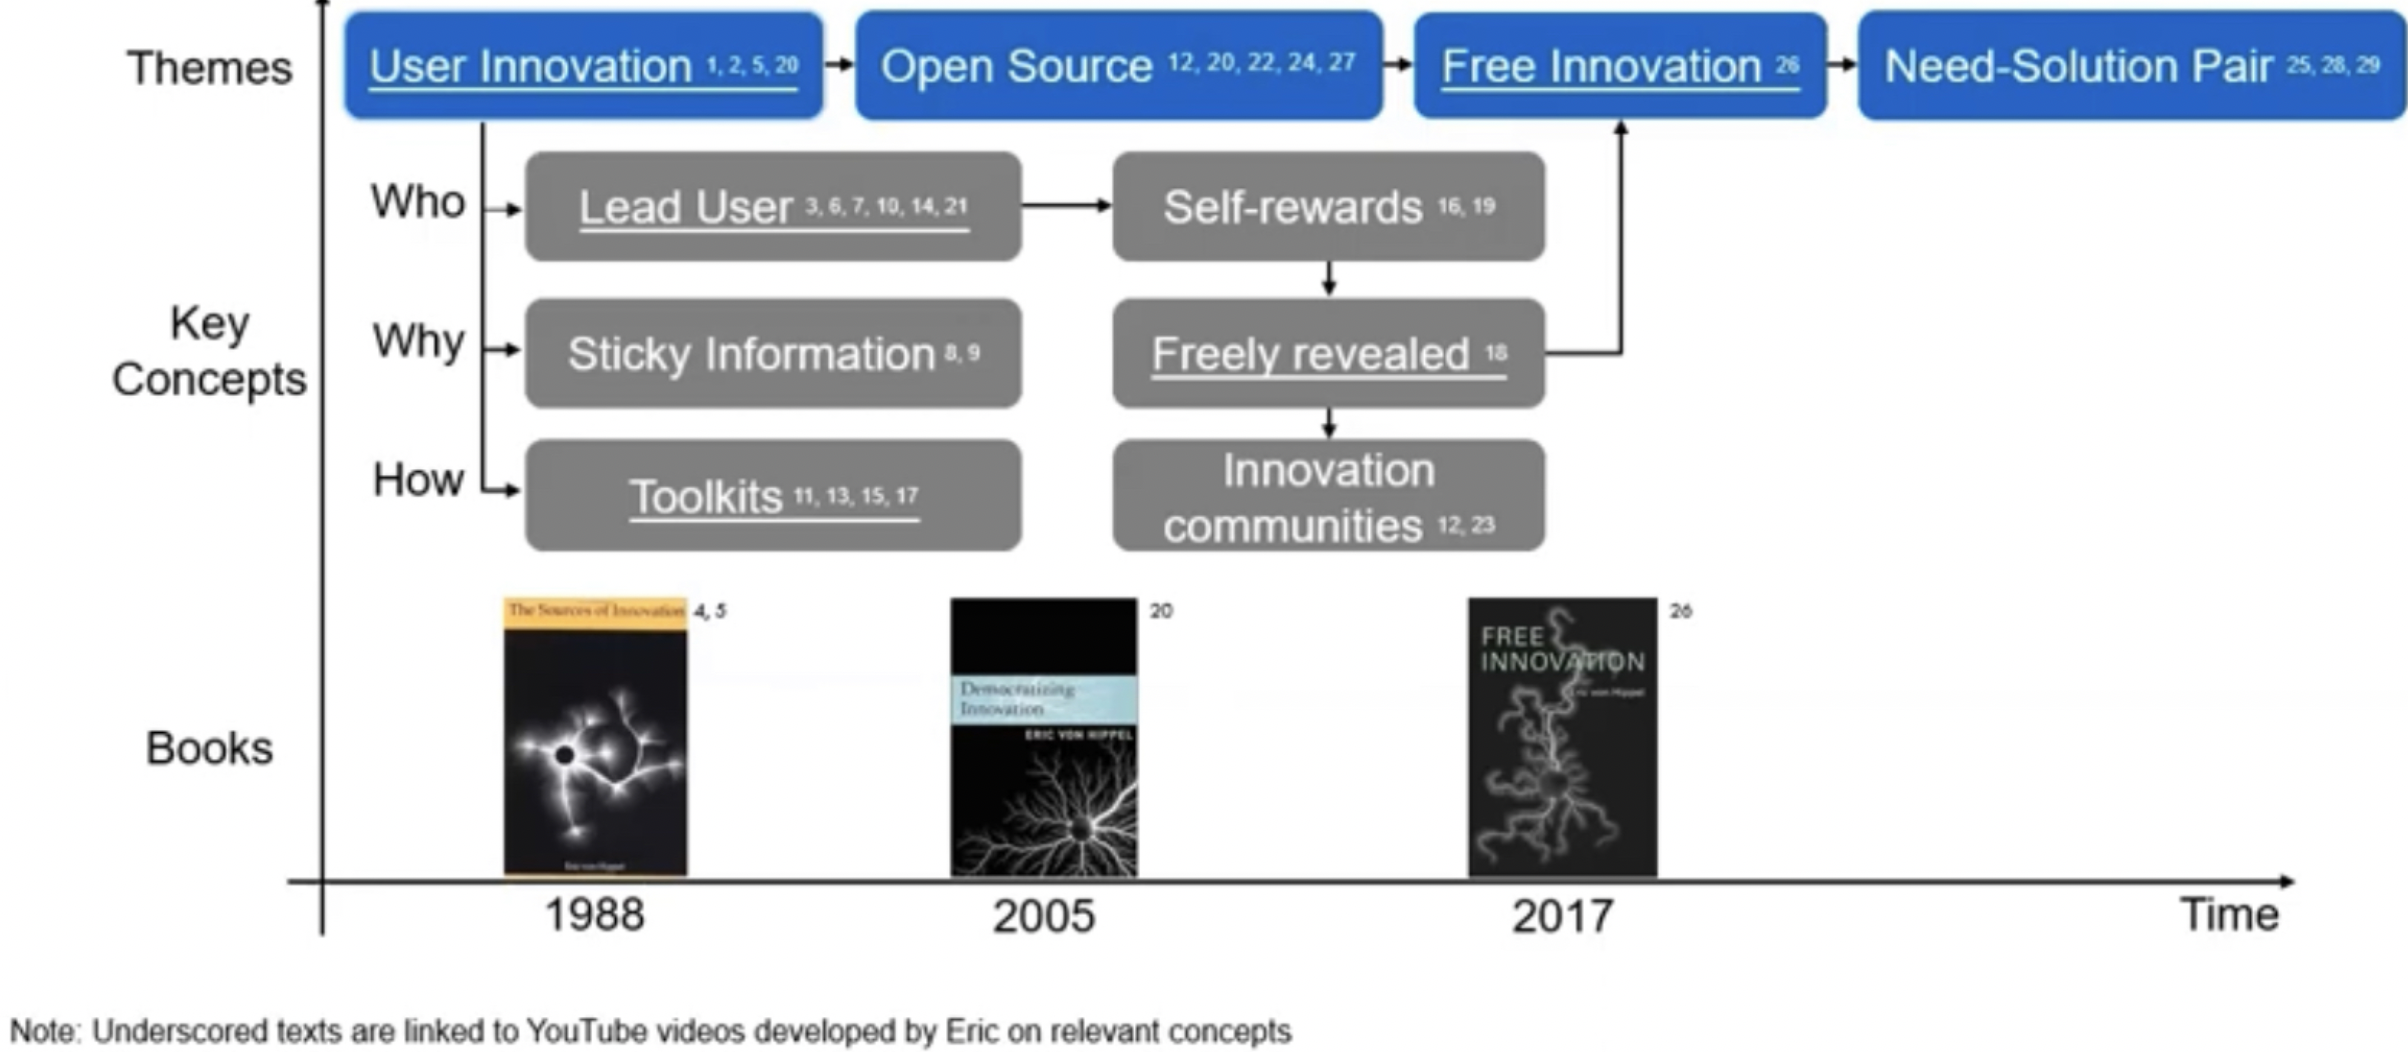 Themes
User Innovation 1, 2, 5, 20
Open Source 12, 20, 22, 24, 27
Free Innovation 26
Need-Solution Pair 25, 28, 29
Key
Concepts
Who
Lead User 3, 6, 7, 10, 14, 21
Self-rewards 16, 19
Why
Sticky Information 8, 9
Freely revealed 18
How
Toolkits 11, 13, 15, 17
Innovation
communities 12, 23
Books
The Sources of Innovation
Eric von Hippel
4, 5
Democratizing
Innovation
ERIC VON HIPPEL
20
FREE
INNOVATION
Eric von Hippel
26
1988
2005
2017
Time
Note: Underscored texts are linked to YouTube videos developed by Eric on relevant concepts